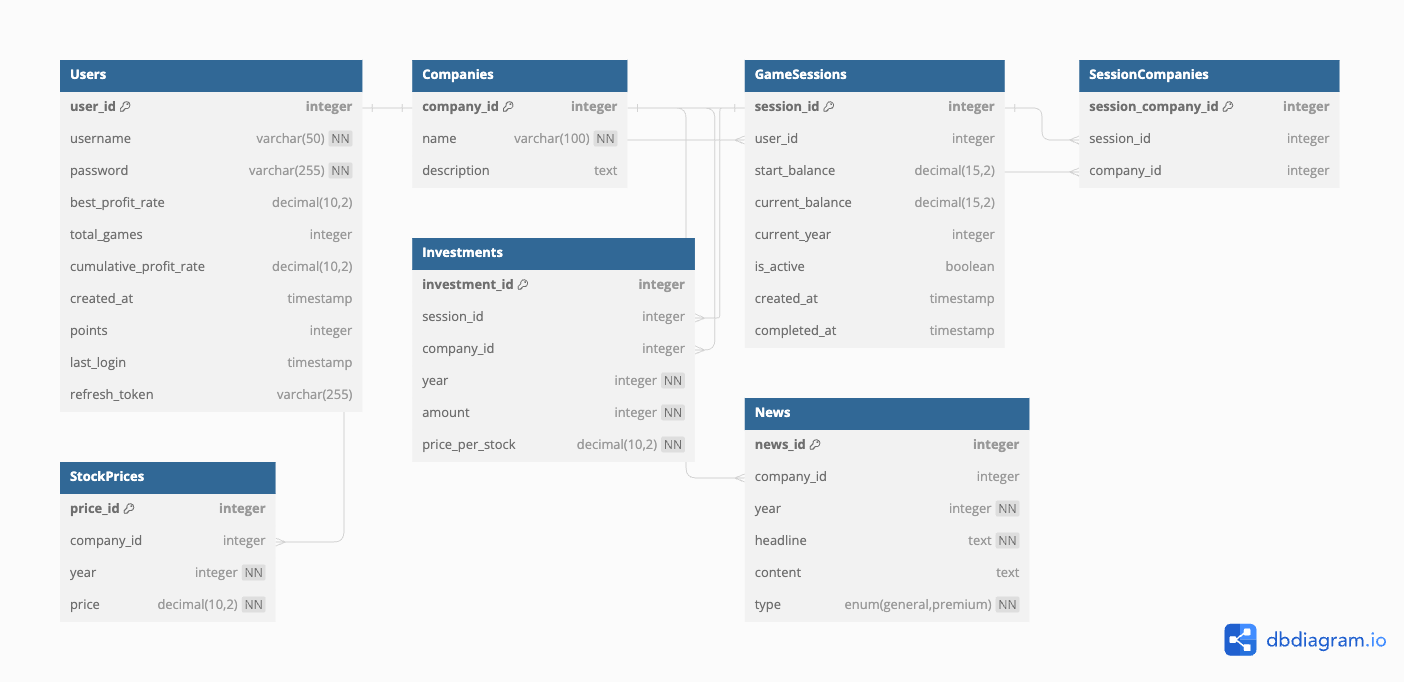 Users
user_id integer
username varchar(50) NN
password varchar(255) NN
best_profit_rate decimal(10,2)
total_games integer
cumulative_profit_rate decimal(10,2)
created_at timestamp
points integer
last_login timestamp
refresh_token varchar(255)
Companies
company_id integer
name varchar(100) NN
description text
GameSessions
session_id integer
user_id integer
start_balance decimal(15,2)
current_balance decimal(15,2)
current_year integer
is_active boolean
created_at timestamp
completed_at timestamp
SessionCompanies
session_company_id integer
session_id integer
company_id integer
Investments
investment_id integer
session_id integer
company_id integer
year integer NN
amount integer NN
price_per_stock decimal(10,2) NN
News
news_id integer
company_id integer
year integer NN
headline text NN
content text
type enum(general,premium) NN
StockPrices
price_id integer
company_id integer
year integer NN
price decimal(10,2) NN
dbdiagram.io